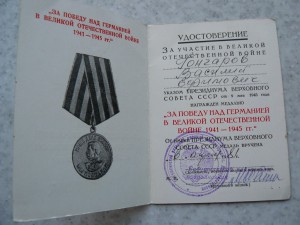 "ЗА ПОБЕДУ НАД ГЕРМАНИЕЙ
В ВЕЛИКОЙ ОТЕЧЕСТВЕННОЙ ВОЙНЕ
1941—1945 гг."
УДОСТОВЕРЕНИЕ
ЗА УЧАСТИЕ В ВЕЛИКОЙ
ОТЕЧЕСТВЕННОЙ ВОЙНЕ
Гончаров
Василий
УКАЗОМ ПРЕЗИДИУМА ВЕРХОВНОГО
СОВЕТА СССР от 9 мая 1945 года
НАГРАЖДЕН МЕДАЛЬЮ
"ЗА ПОБЕДУ НАД ГЕРМАНИЕЙ
В ВЕЛИКОЙ ОТЕЧЕСТВЕННОЙ
ВОЙНЕ 1941—1945 гг."
ОТ ИМЕНИ ПРЕЗИДИУМА ВЕРХОВНОГО
СОВЕТА СССР МЕДАЛЬ ВРУЧЕНА
М. П.